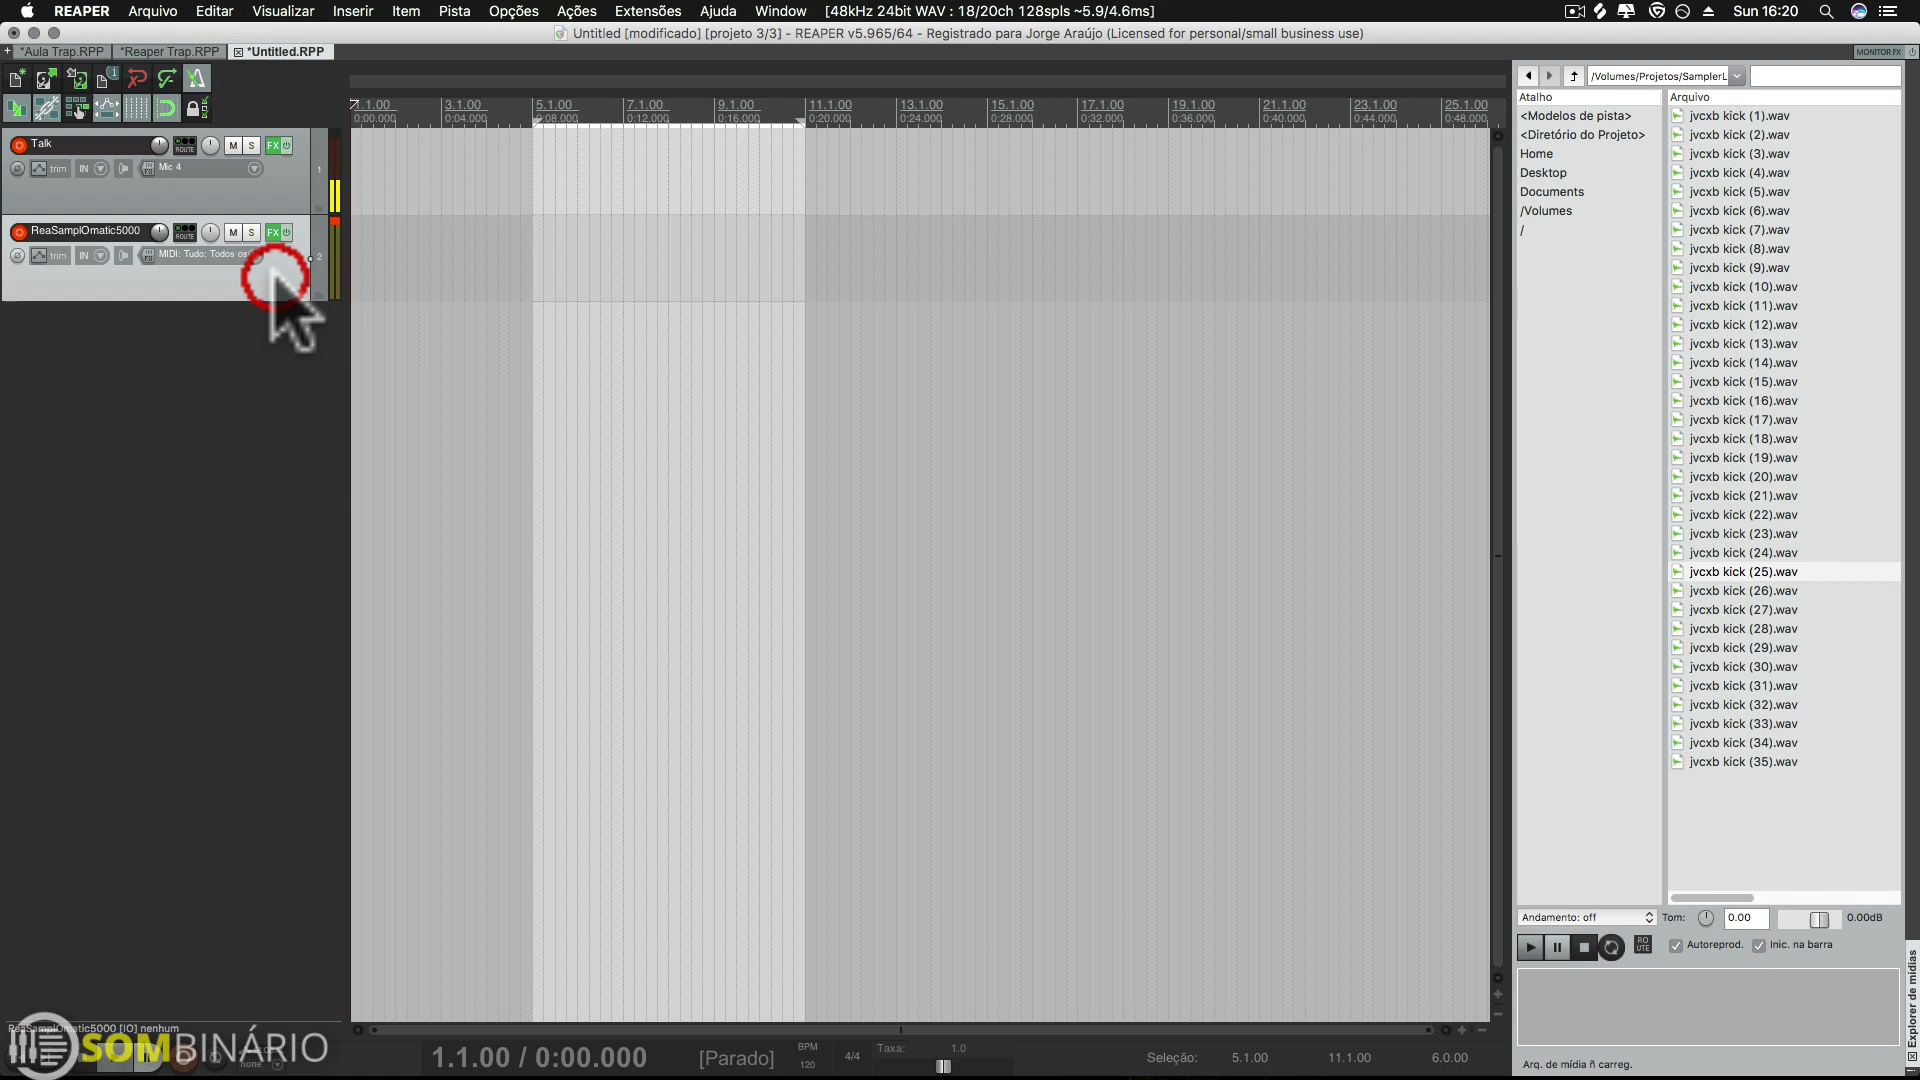 REAPER Arquivo Editar Visualizar Inserir Item Pista Opções Ações Extensões Ajuda Window [48kHz 24bit WAV : 18/20ch 128spls ~5.9/4.6ms] Sun 16:20
Untitled [modificado] [projeto 3/3] - REAPER v5.965/64 - Registrado para Jorge Araújo (Licensed for personal/small business use)
+ *Aula Trap.RPP *Reaper Trap.RPP *Untitled.RPP MONITOR FX
/Volumes/Projetos/SamplerL
1.1.00 3.1.00 5.1.00 7.1.00 9.1.00 11.1.00 13.1.00 15.1.00 17.1.00 19.1.00 21.1.00 23.1.00 25.1.00
0:00.000 0:04.000 0:08.000 0:12.000 0:16.000 0:20.000 0:24.000 0:28.000 0:32.000 0:36.000 0:40.000 0:44.000 0:48.000
Talk ROUTE M S FX
trim IN IN FX Mic 4 1
ReaSamplOmatic5000 ROUTE M S FX
trim IN IN FX MIDI: Tudo: Todos os 2
Atalho
<Modelos de pista>
<Diretório do Projeto>
Home
Desktop
Documents
/Volumes
/
Arquivo
jvcxb kick (1).wav
jvcxb kick (2).wav
jvcxb kick (3).wav
jvcxb kick (4).wav
jvcxb kick (5).wav
jvcxb kick (6).wav
jvcxb kick (7).wav
jvcxb kick (8).wav
jvcxb kick (9).wav
jvcxb kick (10).wav
jvcxb kick (11).wav
jvcxb kick (12).wav
jvcxb kick (13).wav
jvcxb kick (14).wav
jvcxb kick (15).wav
jvcxb kick (16).wav
jvcxb kick (17).wav
jvcxb kick (18).wav
jvcxb kick (19).wav
jvcxb kick (20).wav
jvcxb kick (21).wav
jvcxb kick (22).wav
jvcxb kick (23).wav
jvcxb kick (24).wav
jvcxb kick (25).wav
jvcxb kick (26).wav
jvcxb kick (27).wav
jvcxb kick (28).wav
jvcxb kick (29).wav
jvcxb kick (30).wav
jvcxb kick (31).wav
jvcxb kick (32).wav
jvcxb kick (33).wav
jvcxb kick (34).wav
jvcxb kick (35).wav
Andamento: off Tom: 0.00 0.00dB
ROUTE Autoreprod. Inic. na barra
Explorer de mídias
Arq. de mídia ñ carreg.
ReaSamplOmatic5000 [IO] nenhum
SOMBINÁRIO
none
1.1.00 / 0:00.000 [Parado] BPM 120 4/4 Taxa: 1.0 Seleção: 5.1.00 11.1.00 6.0.00